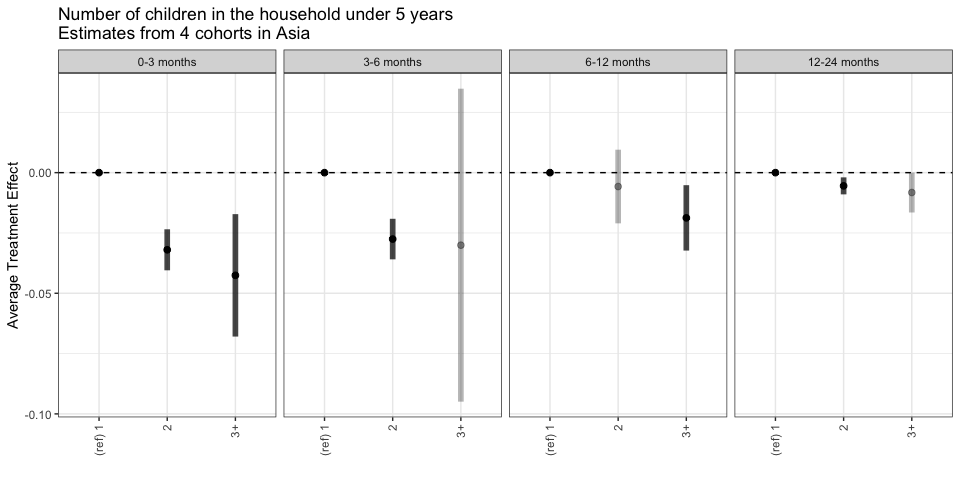 Number of children in the household under 5 years
Estimates from 4 cohorts in Asia
0-3 months
3-6 months
6-12 months
12-24 months
Average Treatment Effect
0.00
-0.05
-0.10
(ref) 1
2
3+
(ref) 1
2
3+
(ref) 1
2
3+
(ref) 1
2
3+